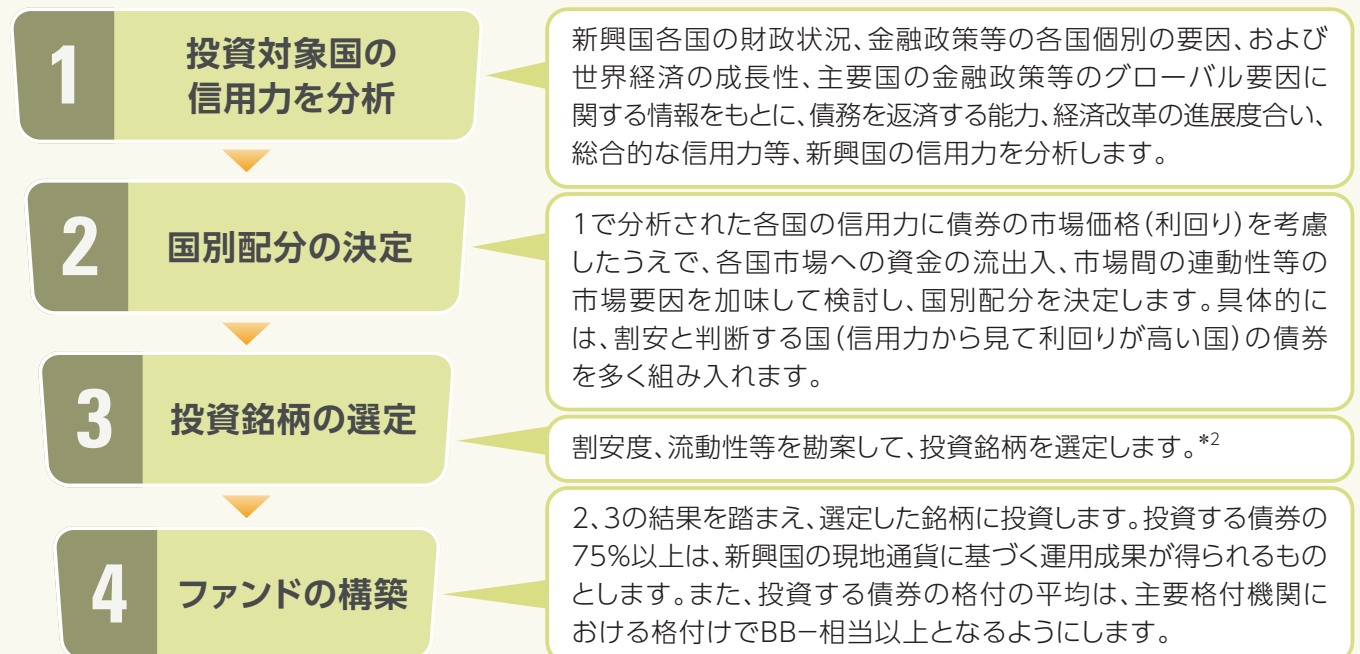 1
投資対象国の
信用力を分析
新興国各国の財政状況、金融政策等の各国個別の要因、および
世界経済の成長性、主要国の金融政策等のグローバル要因に
関する情報をもとに、債務を返済する能力、経済改革の進展度合い、
総合的な信用力等、新興国の信用力を分析します。
2
国別配分の決定
1で分析された各国の信用力に債券の市場価格(利回り)を考慮
したうえで、各国市場への資金の流出入、市場間の連動性等の
市場要因を加味して検討し、国別配分を決定します。具体的に
は、割安と判断する国(信用力から見て利回りが高い国)の債券
を多く組み入れます。
3
投資銘柄の選定
割安度、流動性等を勘案して、投資銘柄を選定します。*2
4
ファンドの構築
2、3の結果を踏まえ、選定した銘柄に投資します。投資する債券の
75%以上は、新興国の現地通貨に基づく運用成果が得られるもの
とします。また、投資する債券の格付の平均は、主要格付機関に
おける格付けでBB−相当以上となるようにします。